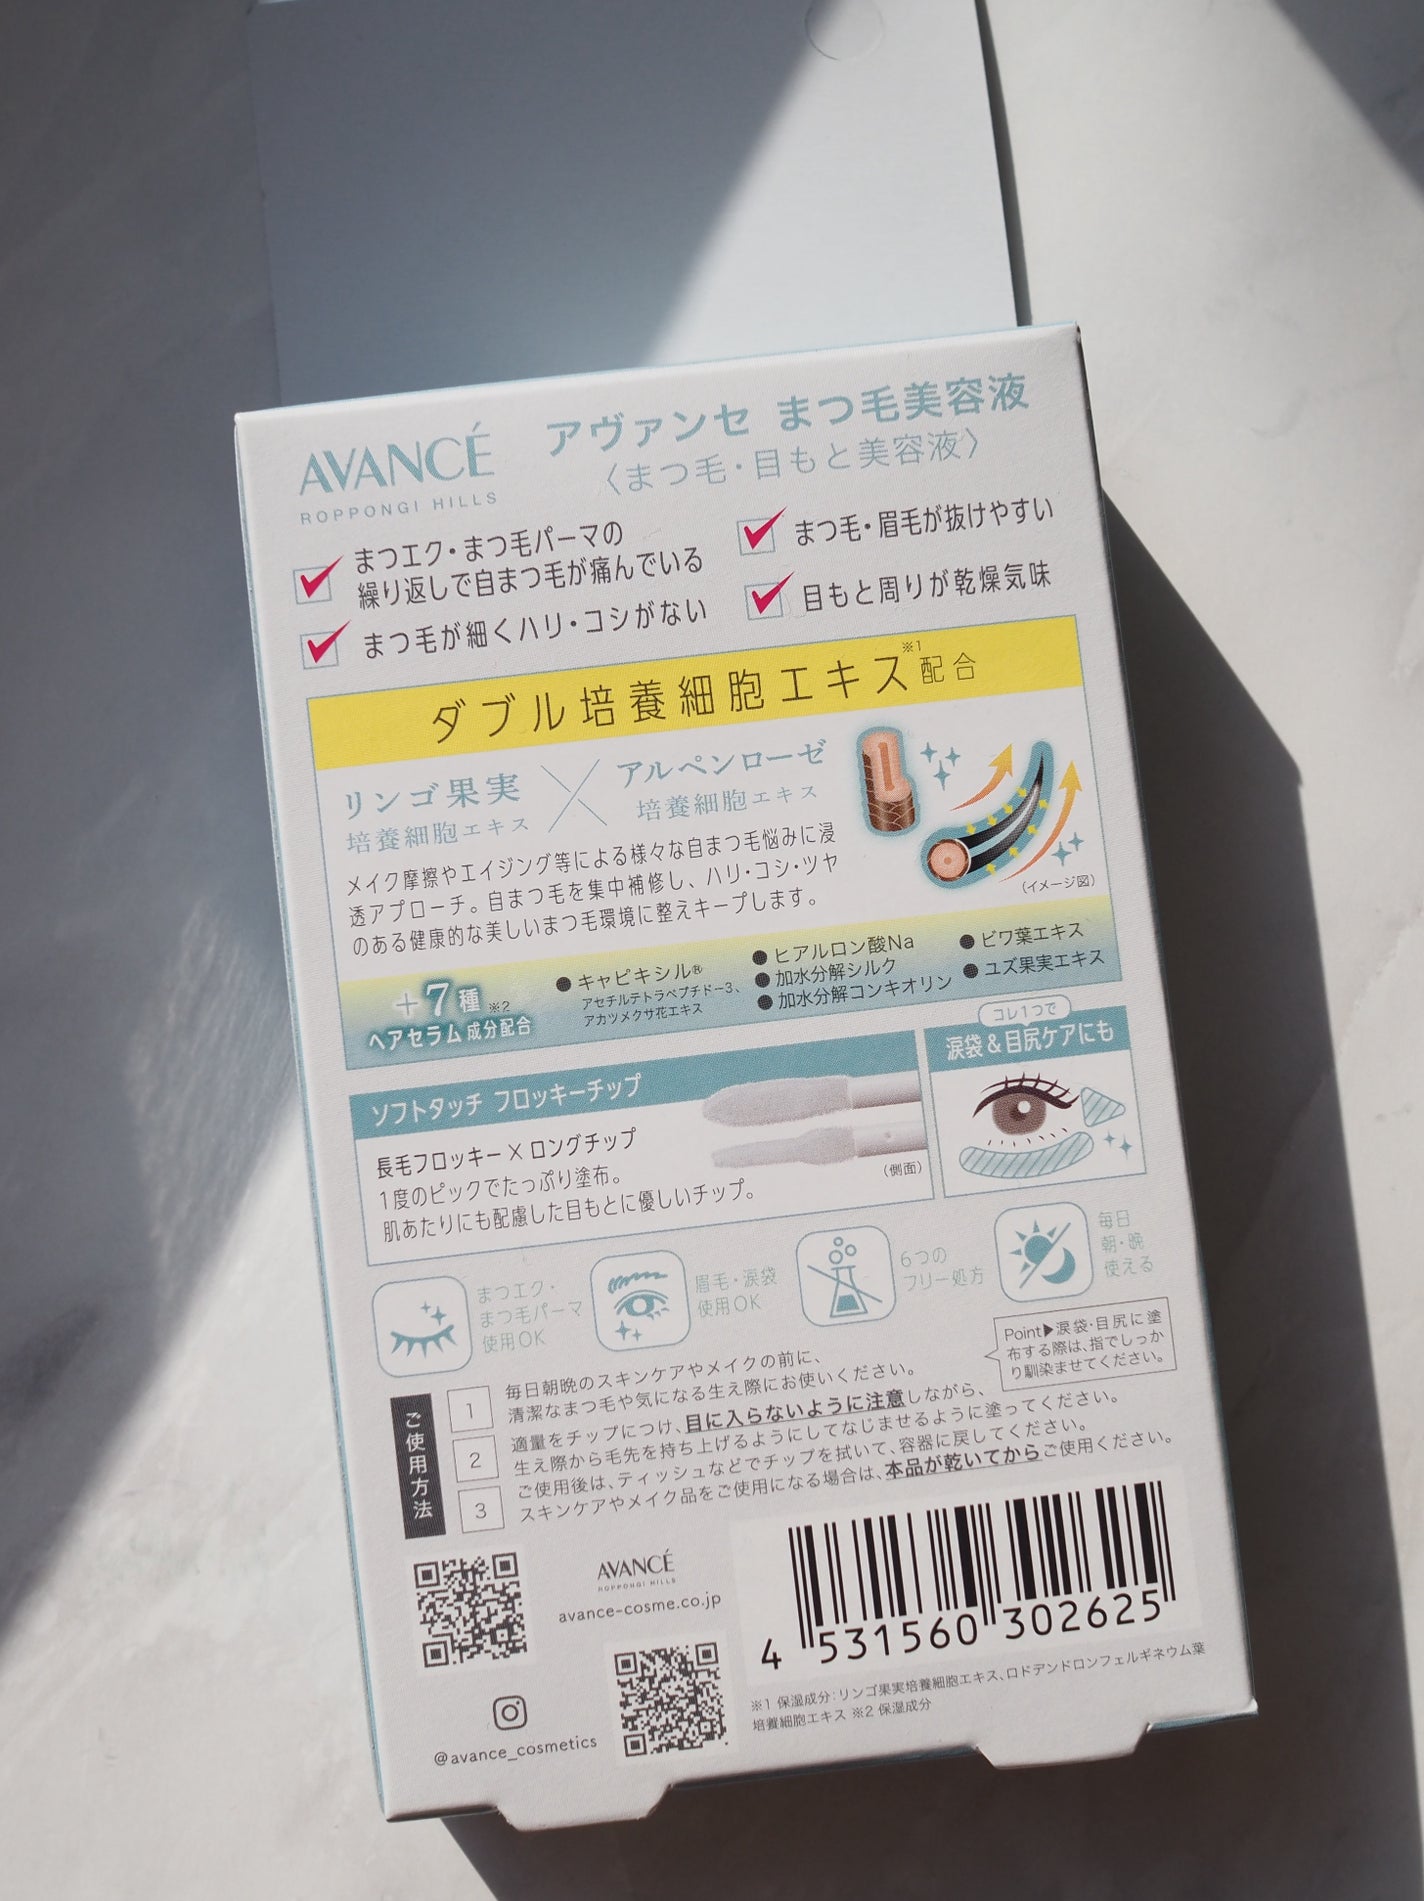 AVANCÉ
ROPPONGI HILLS
アヴァンセ まつ毛美容液
〈まつ毛・目もと美容液〉
まつエク・まつ毛パーマの
繰り返しで自まつ毛が痛んでいる
まつ毛が細くハリ・コシがない
まつ毛・眉毛が抜けやすい
目もと周りが乾燥気味
ダブル培養細胞エキス※1配合
リンゴ果実
培養細胞エキス
×
アルペンローゼ
培養細胞エキス
メイク摩擦やエイジング等による様々な自まつ毛悩みに浸
透アプローチ。自まつ毛を集中補修し、ハリ・コシ・ツヤ
のある健康的な美しいまつ毛環境に整えキープします。
(イメージ図)
+7種※2
ヘアセラム成分配合
●キャピキシル®
アセチルテトラペプチド-3、
アカツメクサ花エキス
●ヒアルロン酸Na
●加水分解シルク
●加水分解コンキオリン
●ビワ葉エキス
●ユズ果実エキス
ソフトタッチ フロッキーチップ
長毛フロッキー×ロングチップ
1度のピックでたっぷり塗布。
肌あたりにも配慮した目もとに優しいチップ。
(側面)
コレ1つで
涙袋&目尻ケアにも
まつエク・
まつ毛パーマ
使用OK
眉毛・涙袋
使用OK
6つの
フリー処方
毎日
朝・晩
使える
Point▶涙袋・目尻に塗
布する際は、指でしっか
り馴染ませてください。
ご使用方法
1
毎日朝晩のスキンケアやメイクの前に、
清潔なまつ毛や気になる生え際にお使いください。
2
適量をチップにつけ、目に入らないように注意しながら、
生え際から毛先を持ち上げるようにしてなじませるように塗ってください。
3
ご使用後は、ティッシュなどでチップを拭いて、容器に戻してください。
スキンケアやメイク品をご使用になる場合は、本品が乾いてからご使用ください。
AVANCÉ
ROPPONGI HILLS
avance-cosme.co.jp
@avance_cosmetics
4 531560 302625
※1 保湿成分:リンゴ果実培養細胞エキス、ロドデンドロンフェルギネウム葉
培養細胞エキス ※2 保湿成分